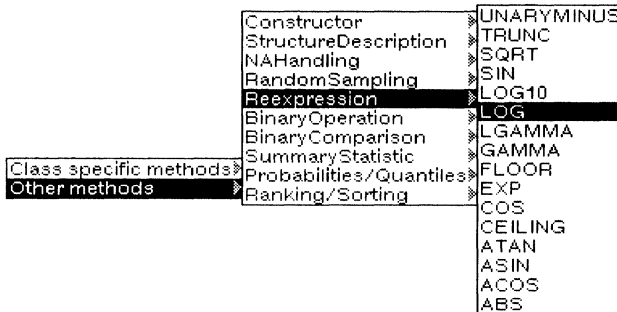 Class specific methods
Other methods
Constructor
StructureDescription
NAHandling
RandomSampling
Reexpression
BinaryOperation
BinaryComparison
SummaryStatistic
Probabilities/Quantiles
Ranking/Sorting
UNARYMINUS
TRUNC
SQRT
SIN
LOG10
LOG
LGAMMA
GAMMA
FLOOR
EXP
COS
CEILING
ATAN
ASIN
ACOS
ABS